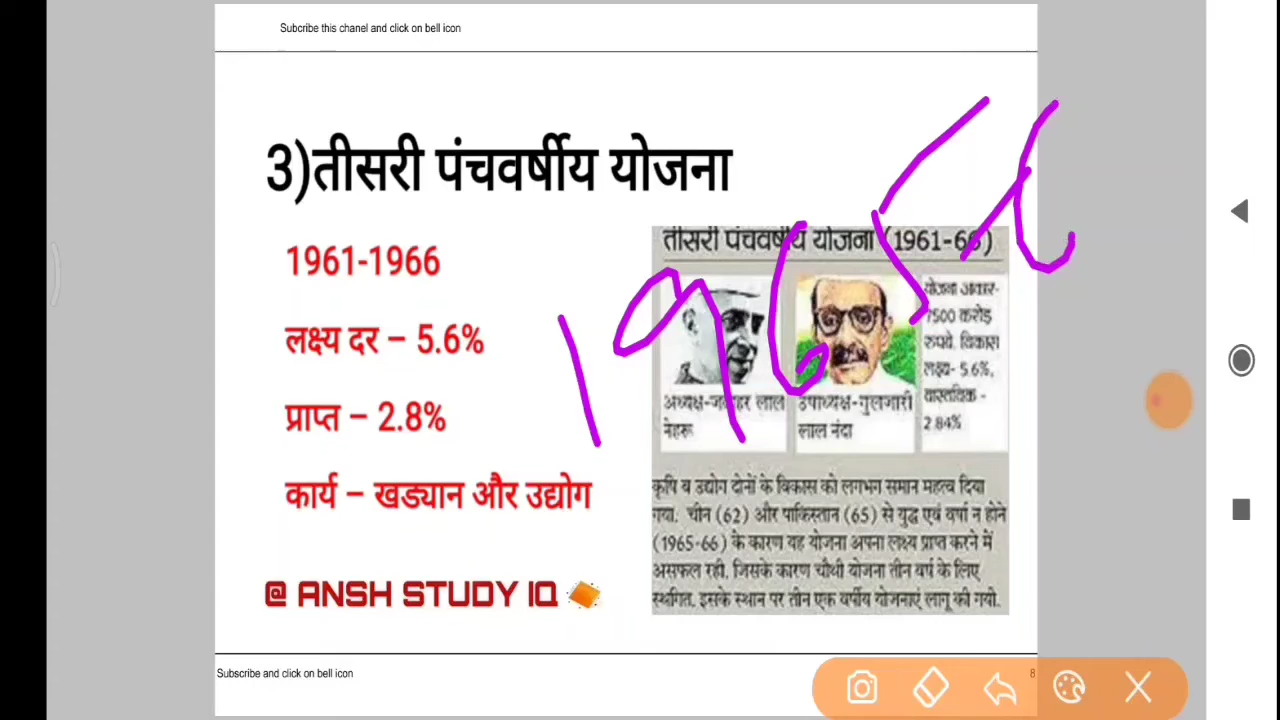 Subcribe this chanel and click on bell icon
3)तीसरी पंचवर्षीय योजना
1961-1966
लक्ष्य दर – 5.6%
प्राप्त – 2.8%
कार्य – खड्यान और उद्योग
@ ANSH STUDY IQ
तीसरी पंचवर्षीय योजना (1961-66)
अध्यक्ष-जवाहर लाल
नेहरू
उपाध्यक्ष-गुलजारी
लाल नंदा
योजना आकार-
7500 करोड़
रुपये, विकास
लक्ष्य- 5.6%,
वास्तविक -
2.84%
कृषि व उद्योग दोनों के विकास को लगभग समान महत्व दिया
गया. चीन (62) और पाकिस्तान (65) से युद्ध एवं वर्षा न होने
(1965-66) के कारण यह योजना अपना लक्ष्य प्राप्त करने में
असफल रही, जिसके कारण चौथी योजना तीन वर्ष के लिए
स्थगित, इसके स्थान पर तीन एक वर्षीय योजनाएं लागू की गयी.
196
Subscribe and click on bell icon
8